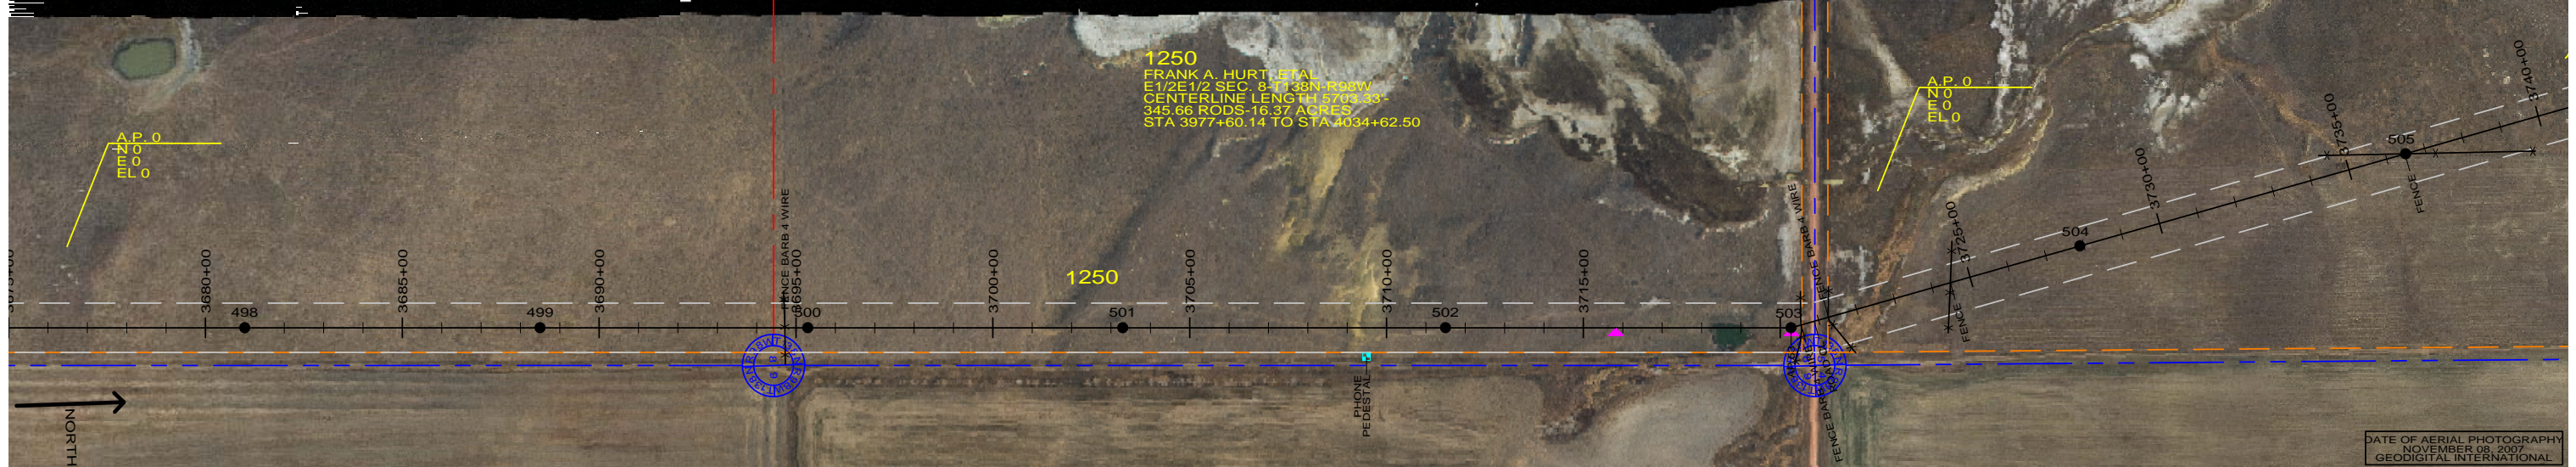 1250
FRANK A. HURT, ETAL
E1/2E1/2 SEC. 8-T138N-R98W
CENTERLINE LENGTH 5703.33'-
345.66 RODS-16.37 ACRES
STA 3977+60.14 TO STA 4034+62.50
A.P. 0
N 0
E 0
EL 0
A.P. 0
N 0
E 0
EL 0
3680+00
3685+00
3690+00
FENCE BARB 4 WIRE
3695+00
3700+00
3705+00
3710+00
3715+00
FENCE BARB 4 WIRE
3725+00
3730+00
3735+00
3740+00
1250
498
499
500
501
502
503
504
505
FENCE
FENCE
PHONE
PEDESTAL
NORTH
DATE OF AERIAL PHOTOGRAPHY
NOVEMBER 08, 2007
GEODIGITAL INTERNATIONAL